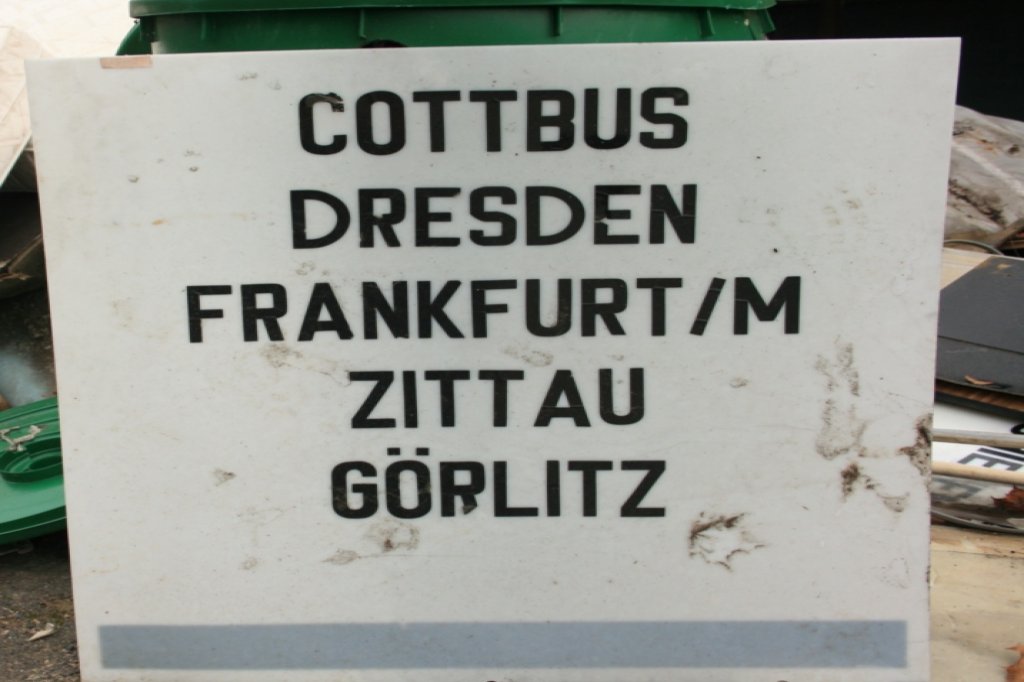 COTTBUS
DRESDEN
FRANKFURT/M
ZITTAU
GÖRLITZ